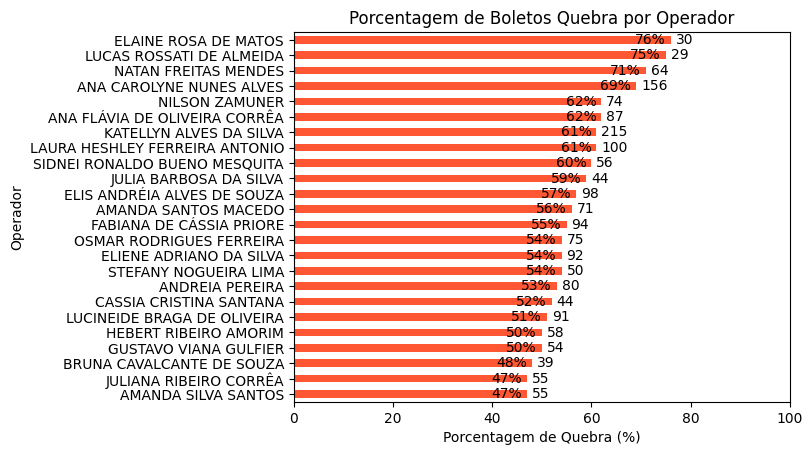 Porcentagem de Boletos Quebra por Operador
ELAINE ROSA DE MATOS 76% 30
LUCAS ROSSATI DE ALMEIDA 75% 29
NATAN FREITAS MENDES 71% 64
ANA CAROLYNE NUNES ALVES 69% 156
NILSON ZAMUNER 62% 74
ANA FLÁVIA DE OLIVEIRA CORRÊA 62% 87
KATELLYN ALVES DA SILVA 61% 215
LAURA HESHLEY FERREIRA ANTONIO 61% 100
SIDNEI RONALDO BUENO MESQUITA 60% 56
JULIA BARBOSA DA SILVA 59% 44
ELIS ANDRÉIA ALVES DE SOUZA 57% 98
AMANDA SANTOS MACEDO 56% 71
FABIANA DE CÁSSIA PRIORE 55% 94
OSMAR RODRIGUES FERREIRA 54% 75
ELIENE ADRIANO DA SILVA 54% 92
STEFANY NOGUEIRA LIMA 54% 50
ANDREIA PEREIRA 53% 80
CASSIA CRISTINA SANTANA 52% 44
LUCINEIDE BRAGA DE OLIVEIRA 51% 91
HEBERT RIBEIRO AMORIM 50% 58
GUSTAVO VIANA GULFIER 50% 54
BRUNA CAVALCANTE DE SOUZA 48% 39
JULIANA RIBEIRO CORRÊA 47% 55
AMANDA SILVA SANTOS 47% 55
Operador
0 20 40 60 80 100
Porcentagem de Quebra (%)